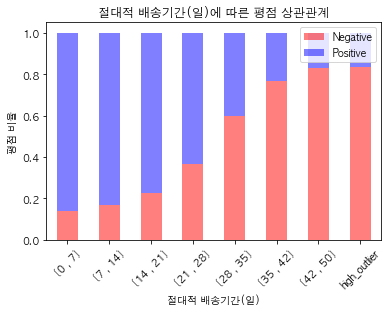 절대적 배송기간(일)에 따른 평점 상관관계
Negative
Positive
평점 비율
1.0
0.8
0.6
0.4
0.2
0.0
(0 , 7)
(7 , 14)
(14 , 21)
(21 , 28)
(28 , 35)
(35 , 42)
(42 , 50)
hgh_outlier
절대적 배송기간(일)